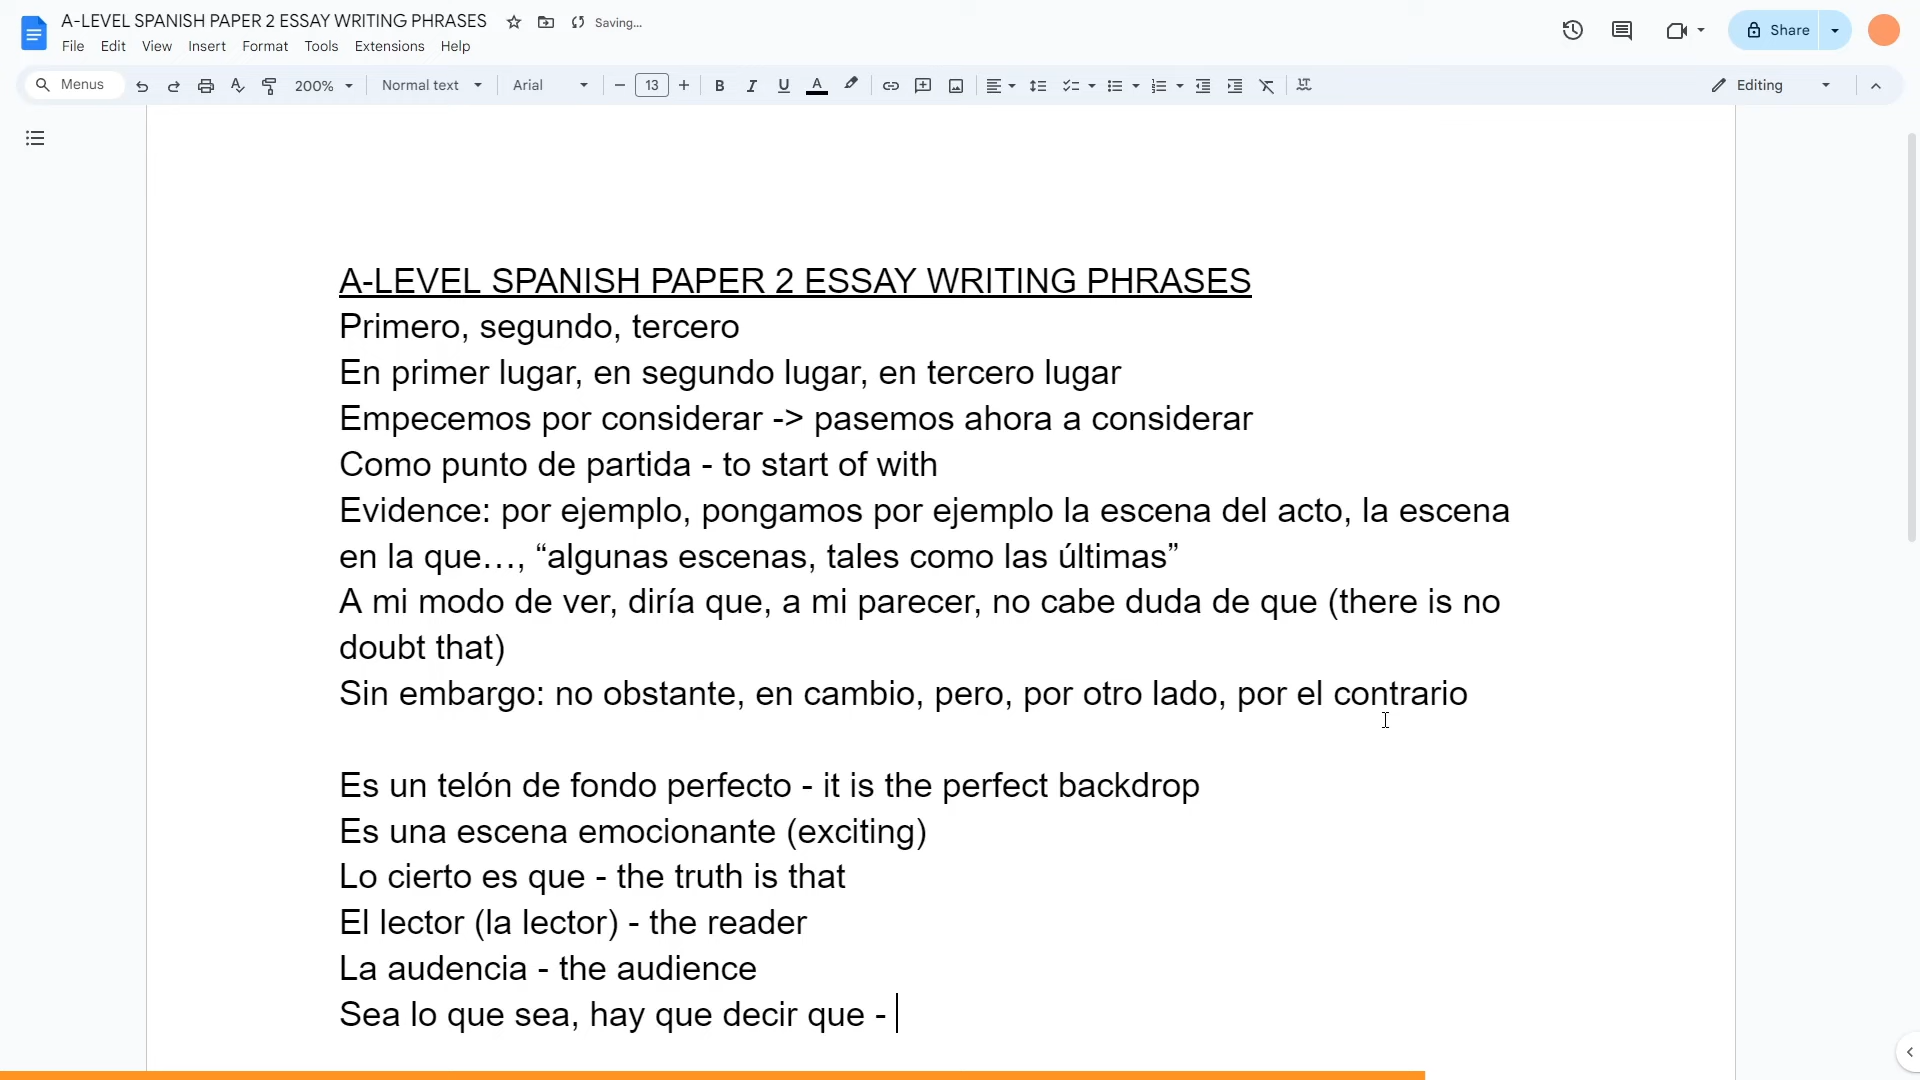 A-LEVEL SPANISH PAPER 2 ESSAY WRITING PHRASES
Saving...
File Edit View Insert Format Tools Extensions Help
Share
Menus
200%
Normal text
Arial
13
Editing
A-LEVEL SPANISH PAPER 2 ESSAY WRITING PHRASES
Primero, segundo, tercero
En primer lugar, en segundo lugar, en tercero lugar
Empecemos por considerar -> pasemos ahora a considerar
Como punto de partida - to start of with
Evidence: por ejemplo, pongamos por ejemplo la escena del acto, la escena
en la que…, “algunas escenas, tales como las últimas”
A mi modo de ver, diría que, a mi parecer, no cabe duda de que (there is no
doubt that)
Sin embargo: no obstante, en cambio, pero, por otro lado, por el contrario
Es un telón de fondo perfecto - it is the perfect backdrop
Es una escena emocionante (exciting)
Lo cierto es que - the truth is that
El lector (la lector) - the reader
La audencia - the audience
Sea lo que sea, hay que decir que -